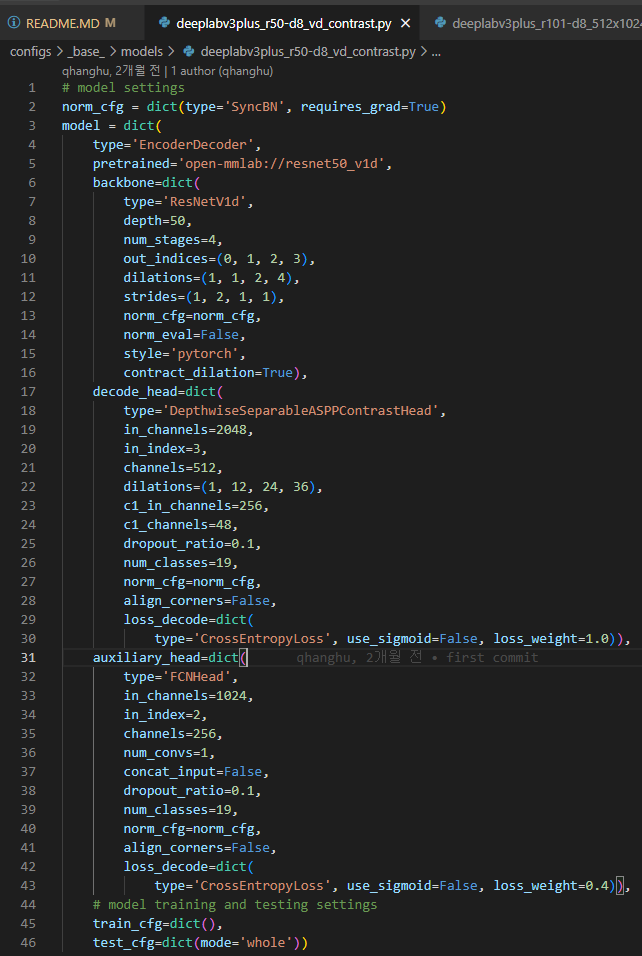 README.MD M deeplabv3plus_r50-d8_vd_contrast.py × deeplabv3plus_r101-d8_512x1024
configs > _base_ > models > deeplabv3plus_r50-d8_vd_contrast.py > ...
qhanghu, 2개월 전 | 1 author (qhanghu)
1 # model settings
2 norm_cfg = dict(type='SyncBN', requires_grad=True)
3 model = dict(
4     type='EncoderDecoder',
5     pretrained='open-mmlab://resnet50_v1d',
6     backbone=dict(
7         type='ResNetV1d',
8         depth=50,
9         num_stages=4,
10         out_indices=(0, 1, 2, 3),
11         dilations=(1, 1, 2, 4),
12         strides=(1, 2, 1, 1),
13         norm_cfg=norm_cfg,
14         norm_eval=False,
15         style='pytorch',
16         contract_dilation=True),
17     decode_head=dict(
18         type='DepthwiseSeparableASPPContrastHead',
19         in_channels=2048,
20         in_index=3,
21         channels=512,
22         dilations=(1, 12, 24, 36),
23         c1_in_channels=256,
24         c1_channels=48,
25         dropout_ratio=0.1,
26         num_classes=19,
27         norm_cfg=norm_cfg,
28         align_corners=False,
29         loss_decode=dict(
30             type='CrossEntropyLoss', use_sigmoid=False, loss_weight=1.0)),
31     auxiliary_head=dict( qhanghu, 2개월 전 • first commit
32         type='FCNHead',
33         in_channels=1024,
34         in_index=2,
35         channels=256,
36         num_convs=1,
37         concat_input=False,
38         dropout_ratio=0.1,
39         num_classes=19,
40         norm_cfg=norm_cfg,
41         align_corners=False,
42         loss_decode=dict(
43             type='CrossEntropyLoss', use_sigmoid=False, loss_weight=0.4)),
44     # model training and testing settings
45     train_cfg=dict(),
46     test_cfg=dict(mode='whole'))